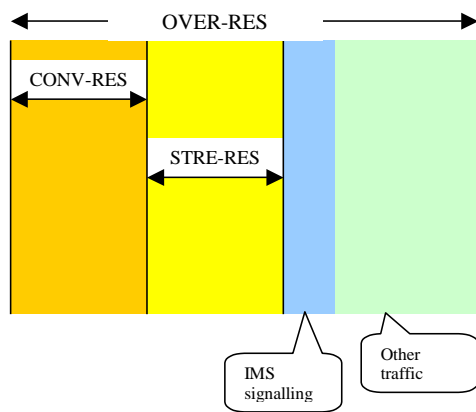 OVER-RES
CONV-RES
STRE-RES
IMS
signalling
Other
traffic